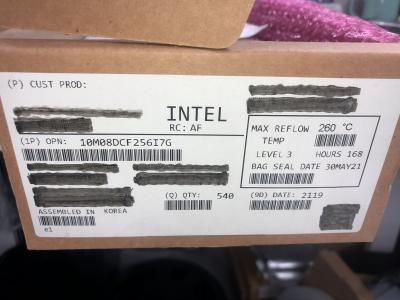 (P) CUST PROD:
INTEL
RC: AF
(1P) OPN: 10M08DCF256I7G
MAX REFLOW 260 °C
TEMP
LEVEL 3 HOURS 168
BAG SEAL DATE 30MAY21
(Q) QTY: 540
(9D) DATE: 2119
ASSEMBLED IN KOREA
e1